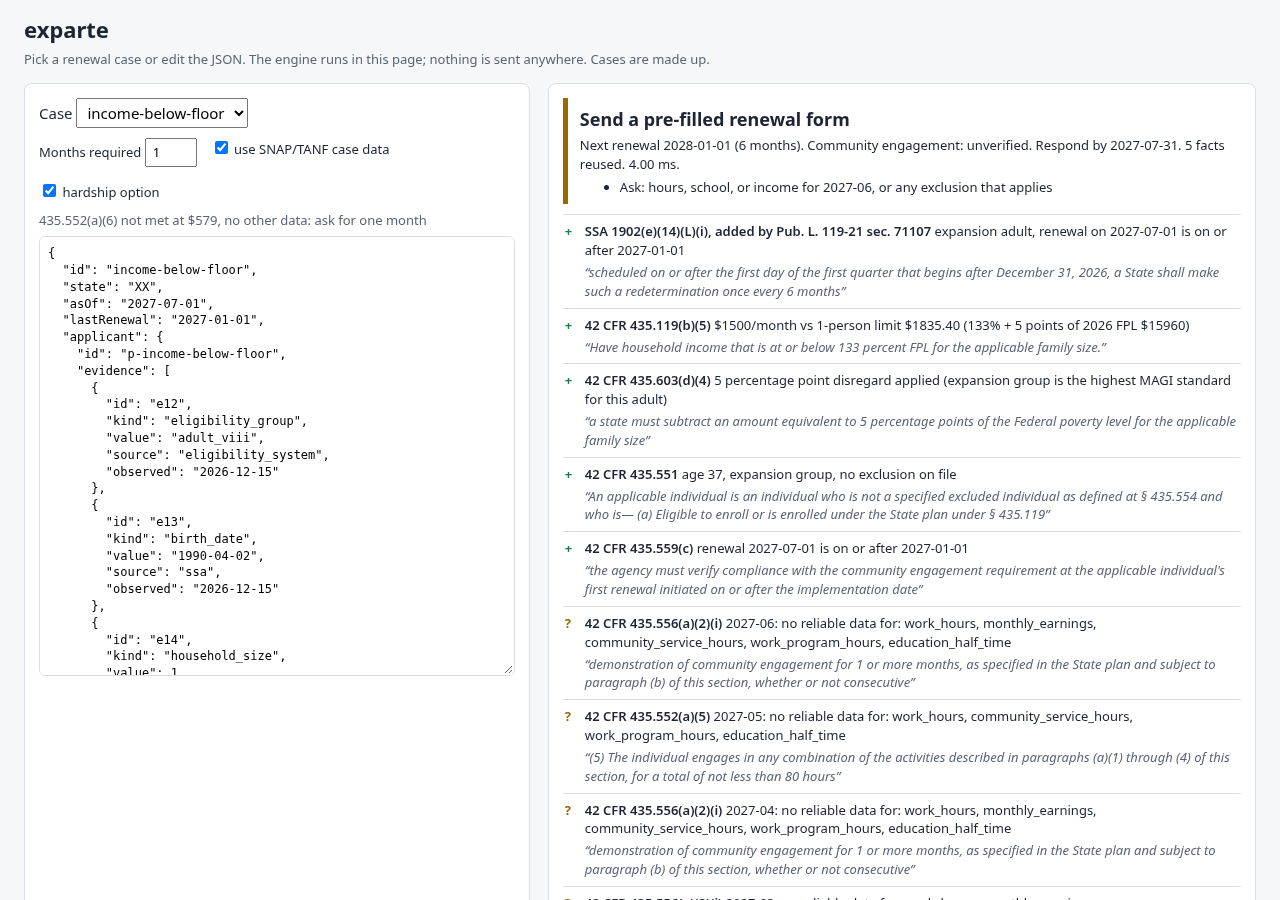 exparte
Pick a renewal case or edit the JSON. The engine runs in this page; nothing is sent anywhere. Cases are made up.
Case income-below-floor
Months required 1 use SNAP/TANF case data
hardship option
435.552(a)(6) not met at $579, no other data: ask for one month
{
"id": "income-below-floor",
"state": "XX",
"asOf": "2027-07-01",
"lastRenewal": "2027-01-01",
"applicant": {
"id": "p-income-below-floor",
"evidence": [
{
"id": "e12",
"kind": "eligibility_group",
"value": "adult_viii",
"source": "eligibility_system",
"observed": "2026-12-15"
},
{
"id": "e13",
"kind": "birth_date",
"value": "1990-04-02",
"source": "ssa",
"observed": "2026-12-15"
},
{
"id": "e14",
"kind": "household_size",
"value": 1
Send a pre-filled renewal form
Next renewal 2028-01-01 (6 months). Community engagement: unverified. Respond by 2027-07-31. 5 facts
reused. 4.00 ms.
• Ask: hours, school, or income for 2027-06, or any exclusion that applies
+ SSA 1902(e)(14)(L)(i), added by Pub. L. 119-21 sec. 71107 expansion adult, renewal on 2027-07-01 is on or
after 2027-01-01
“scheduled on or after the first day of the first quarter that begins after December 31, 2026, a State shall make
such a redetermination once every 6 months”
+ 42 CFR 435.119(b)(5) $1500/month vs 1-person limit $1835.40 (133% + 5 points of 2026 FPL $15960)
“Have household income that is at or below 133 percent FPL for the applicable family size.”
+ 42 CFR 435.603(d)(4) 5 percentage point disregard applied (expansion group is the highest MAGI standard
for this adult)
“a state must subtract an amount equivalent to 5 percentage points of the Federal poverty level for the applicable
family size”
+ 42 CFR 435.551 age 37, expansion group, no exclusion on file
“An applicable individual is an individual who is not a specified excluded individual as defined at § 435.554 and
who is— (a) Eligible to enroll or is enrolled under the State plan under § 435.119”
+ 42 CFR 435.559(c) renewal 2027-07-01 is on or after 2027-01-01
“the agency must verify compliance with the community engagement requirement at the applicable individual's
first renewal initiated on or after the implementation date”
? 42 CFR 435.556(a)(2)(i) 2027-06: no reliable data for: work_hours, monthly_earnings,
community_service_hours, work_program_hours, education_half_time
“demonstration of community engagement for 1 or more months, as specified in the State plan and subject to
paragraph (b) of this section, whether or not consecutive”
? 42 CFR 435.552(a)(5) 2027-05: no reliable data for: work_hours, community_service_hours,
work_program_hours, education_half_time
“(5) The individual engages in any combination of the activities described in paragraphs (a)(1) through (4) of this
section, for a total of not less than 80 hours”
? 42 CFR 435.556(a)(2)(i) 2027-04: no reliable data for: work_hours, monthly_earnings,
community_service_hours, work_program_hours, education_half_time
“demonstration of community engagement for 1 or more months, as specified in the State plan and subject to
paragraph (b) of this section, whether or not consecutive”